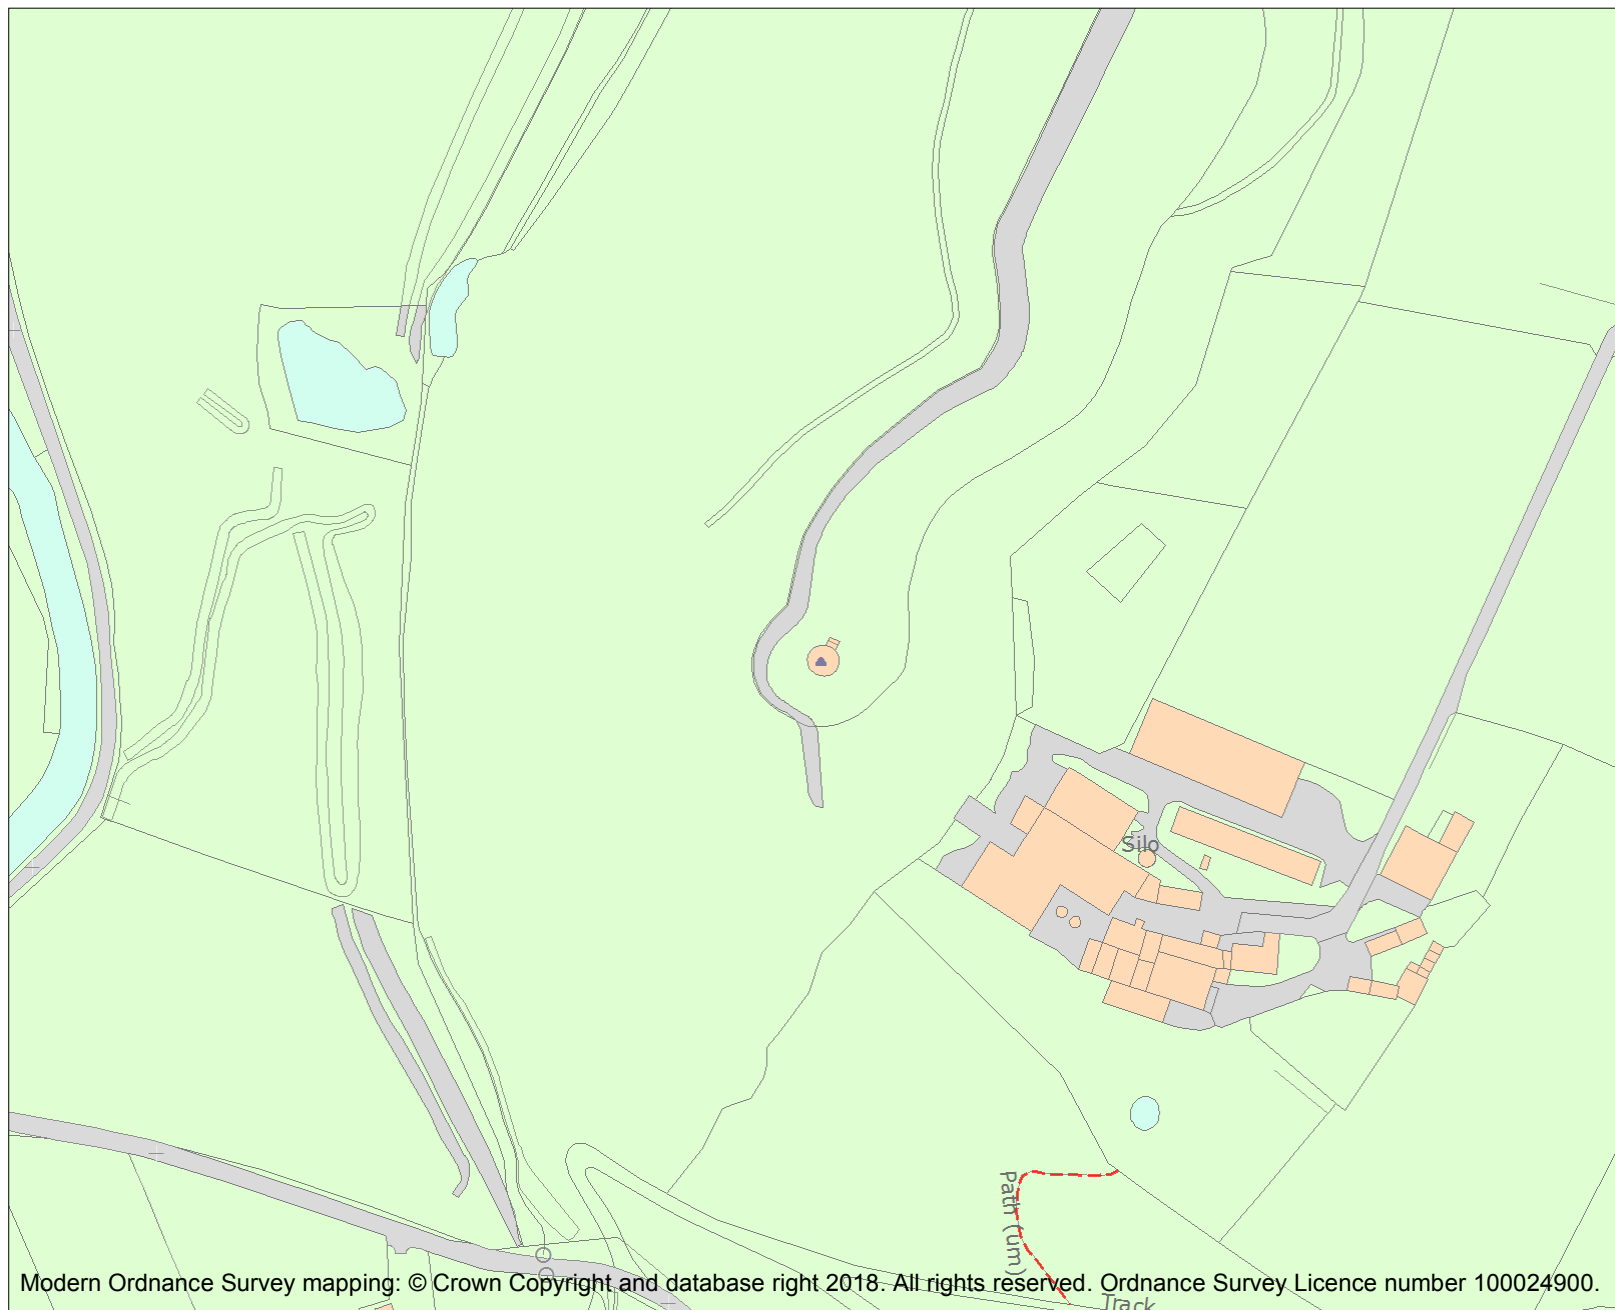 Silo
Path (um)
Modern Ordnance Survey mapping: © Crown Copyright and database right 2018. All rights reserved. Ordnance Survey Licence number 100024900.
Track